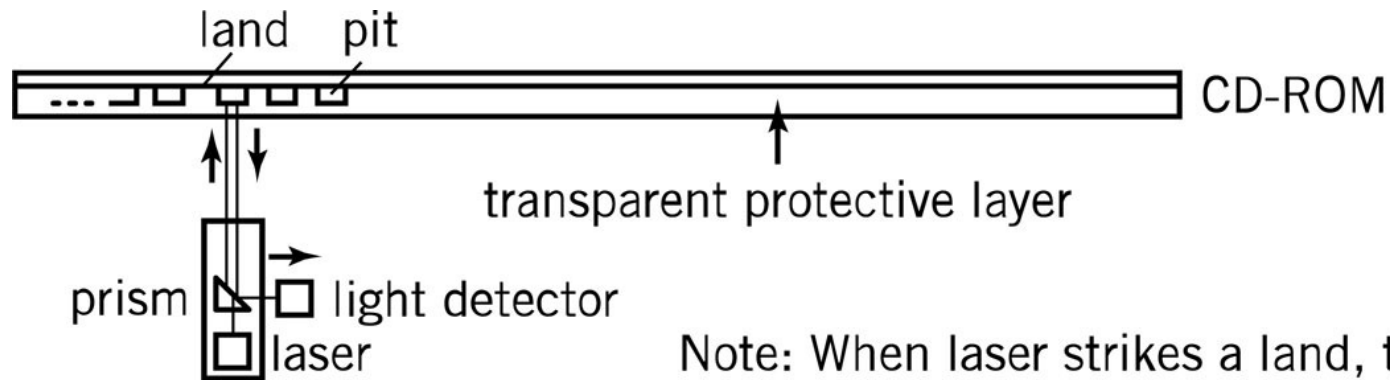 land pit
CD-ROM
transparent protective layer
prism
light detector
laser
Note: When laser strikes a land,